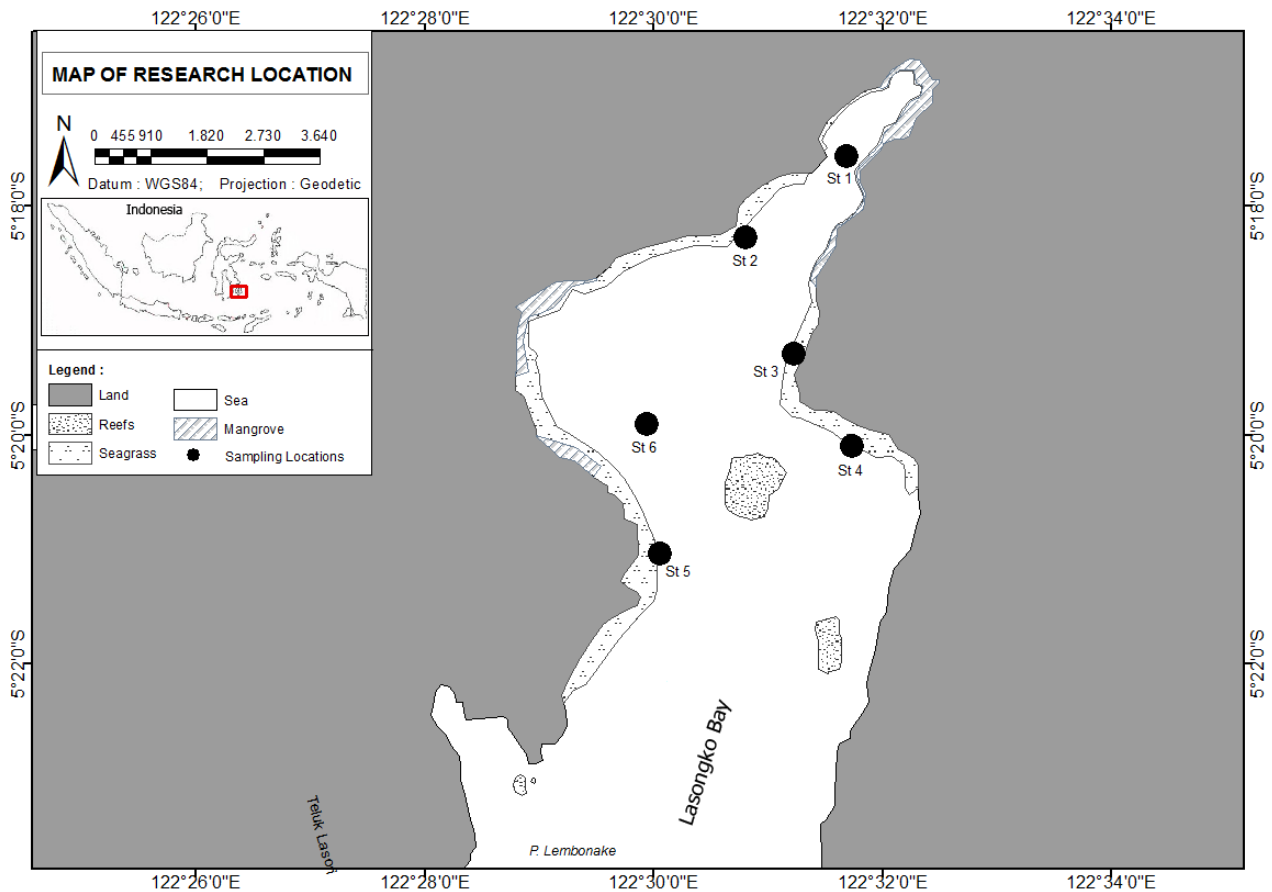 122°26'0"E 122°28'0"E 122°30'0"E 122°32'0"E 122°34'0"E
MAP OF RESEARCH LOCATION
N
0 455 910 1.820 2.730 3.640
Datum : WGS84; Projection : Geodetic
Indonesia
Legend :
Land
Sea
Reefs
Mangrove
Seagrass
Sampling Locations
5°18'0"S
5°18'0"S
5°20'0"S
5°20'0"S
5°22'0"S
5°22'0"S
St 1
St 2
St 3
St 6
St 4
St 5
Lasongko Bay
Teluk Lason
P. Lembonake
122°26'0"E 122°28'0"E 122°30'0"E 122°32'0"E 122°34'0"E